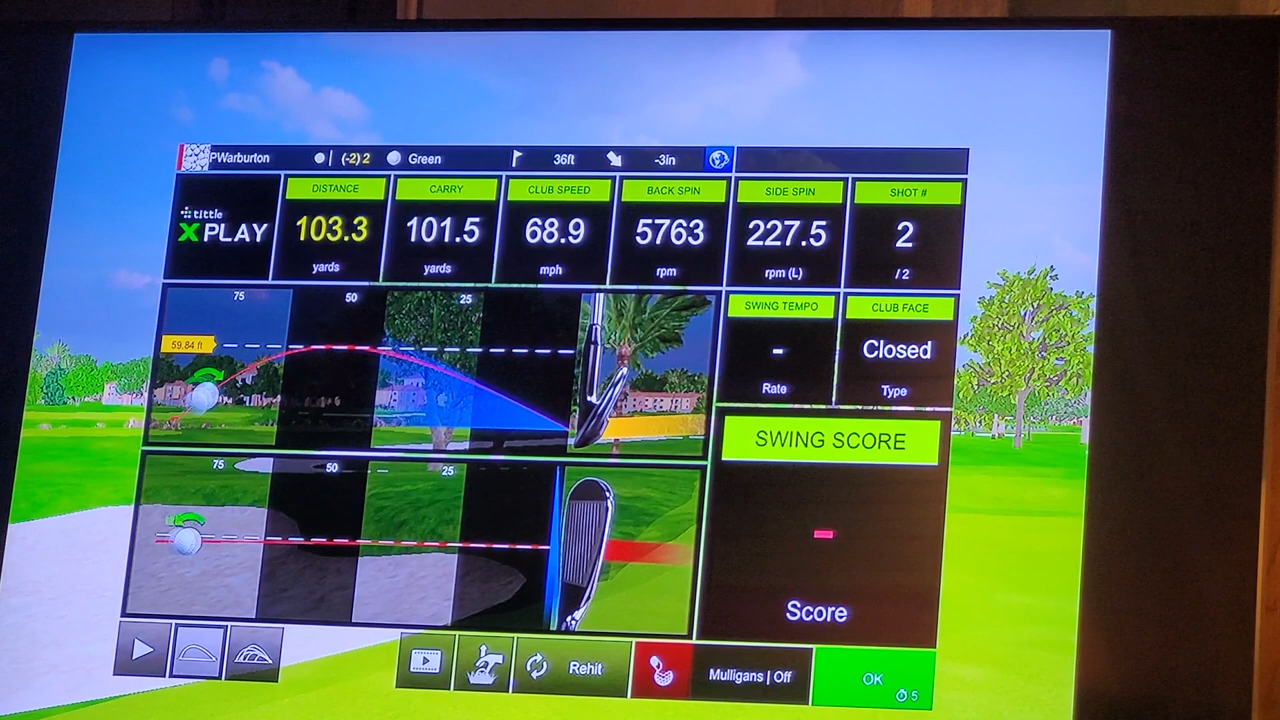 PWarburton (-2) 2 Green 36ft -3in
tittle
X PLAY
DISTANCE
103.3
yards
CARRY
101.5
yards
CLUB SPEED
68.9
mph
BACK SPIN
5763
rpm
SIDE SPIN
227.5
rpm (L)
SHOT #
2
/ 2
75 50 25
59.84 ft
SWING TEMPO
-
Rate
CLUB FACE
Closed
Type
75 50 25
SWING SCORE
-
Score
Rehit
Mulligans | Off
OK
5